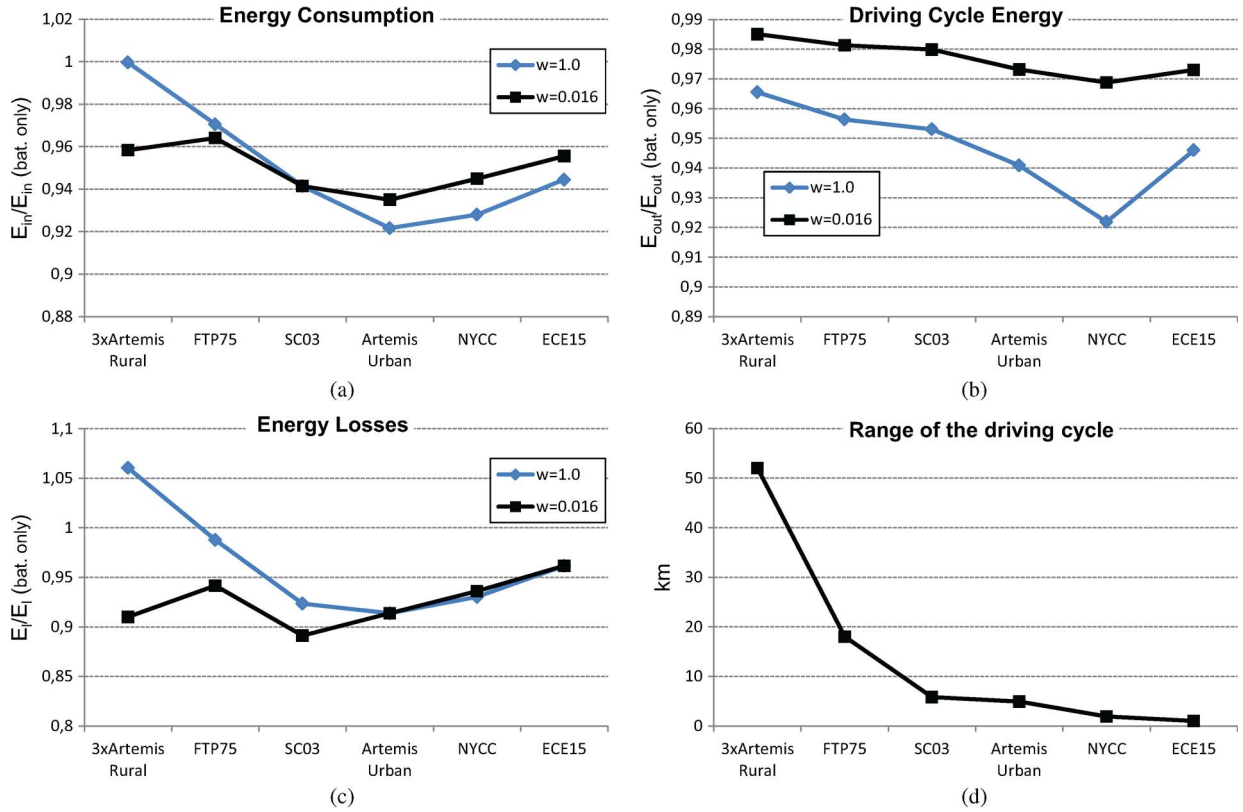 Energy Consumption
1,02
1
0,98
0,96
0,94
0,92
0,9
0,88
E_in/E_in (bat. only)
w=1.0
w=0.016
3xArtemis Rural
FTP75
SC03
Artemis Urban
NYCC
ECE15
(a)
Driving Cycle Energy
0,99
0,98
0,97
0,96
0,95
0,94
0,93
0,92
0,91
0,9
0,89
E_out/E_out (bat. only)
w=1.0
w=0.016
3xArtemis Rural
FTP75
SC03
Artemis Urban
NYCC
ECE15
(b)
Energy Losses
1,1
1,05
1
0,95
0,9
0,85
0,8
E_l/E_l (bat. only)
w=1.0
w=0.016
3xArtemis Rural
FTP75
SC03
Artemis Urban
NYCC
ECE15
(c)
Range of the driving cycle
60
50
40
30
20
10
0
km
3xArtemis Rural
FTP75
SC03
Artemis Urban
NYCC
ECE15
(d)